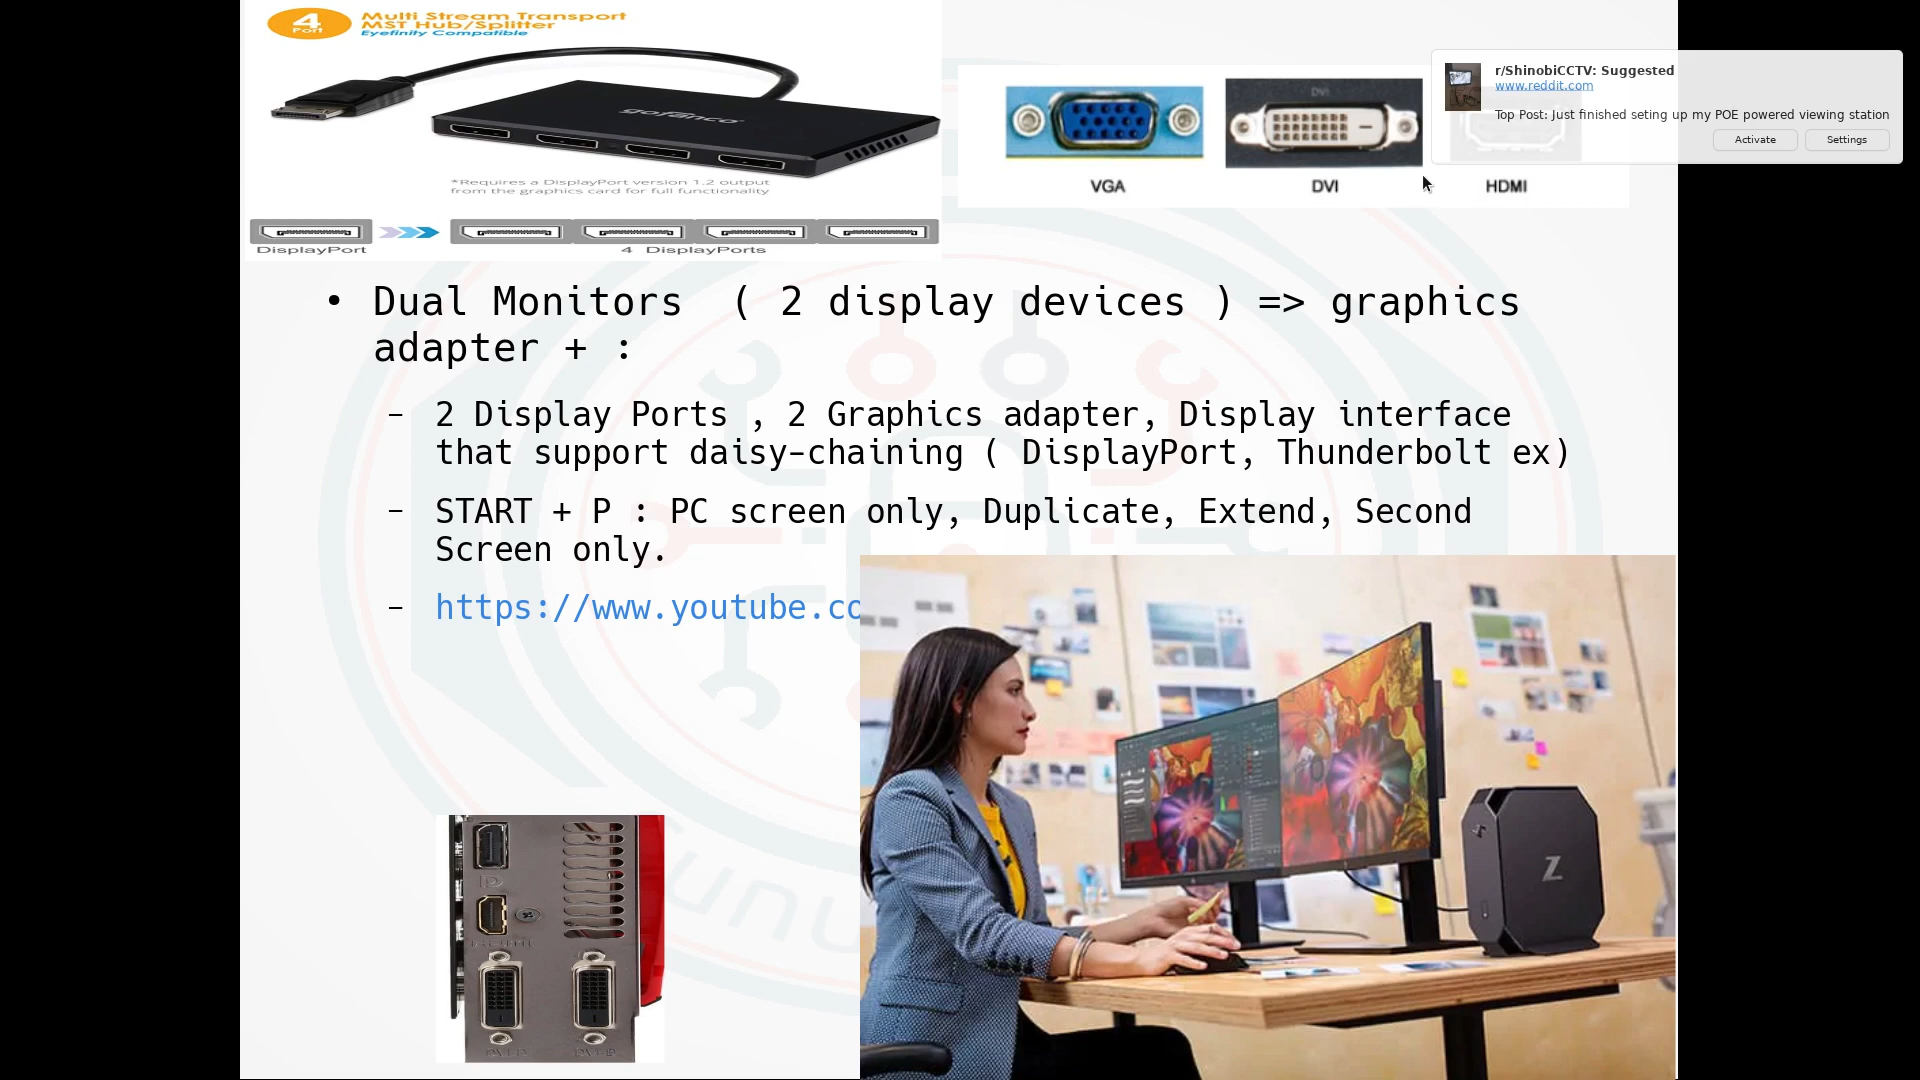 4
Port
Multi Stream Transport
MST Hub/Splitter
Eyefinity Compatible
gofanco
*Requires a DisplayPort version 1.2 output
from the graphics card for full functionality
DisplayPort
4 DisplayPorts
DVI
VGA
DVI
HDMI
r/ShinobiCCTV: Suggested
www.reddit.com
Top Post: Just finished seting up my POE powered viewing station
Activate
Settings
• Dual Monitors ( 2 display devices ) => graphics
adapter + :
– 2 Display Ports , 2 Graphics adapter, Display interface
that support daisy-chaining ( DisplayPort, Thunderbolt ex)
– START + P : PC screen only, Duplicate, Extend, Second
Screen only.
– https://www.youtube.co
Z